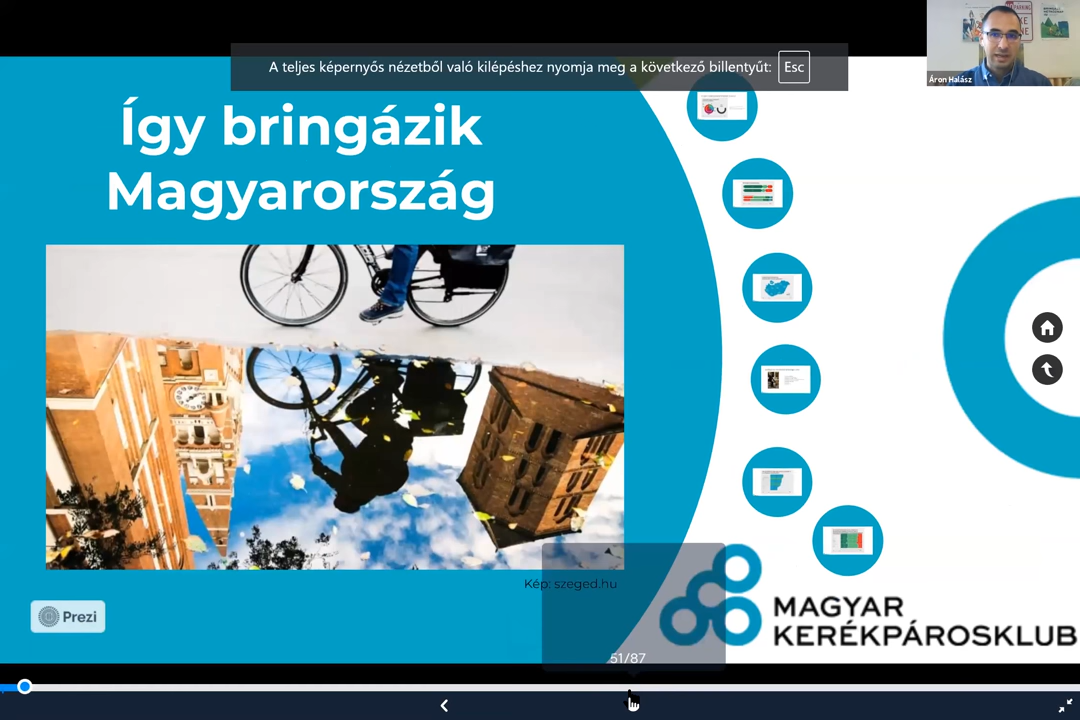 A teljes képernyős nézetből való kilépéshez nyomja meg a következő billentyűt: Esc
Áron Halász
Így bringázik
Magyarország
Kép: szeged.hu
Prezi
MAGYAR
KERÉKPÁROSKLUB
51/87